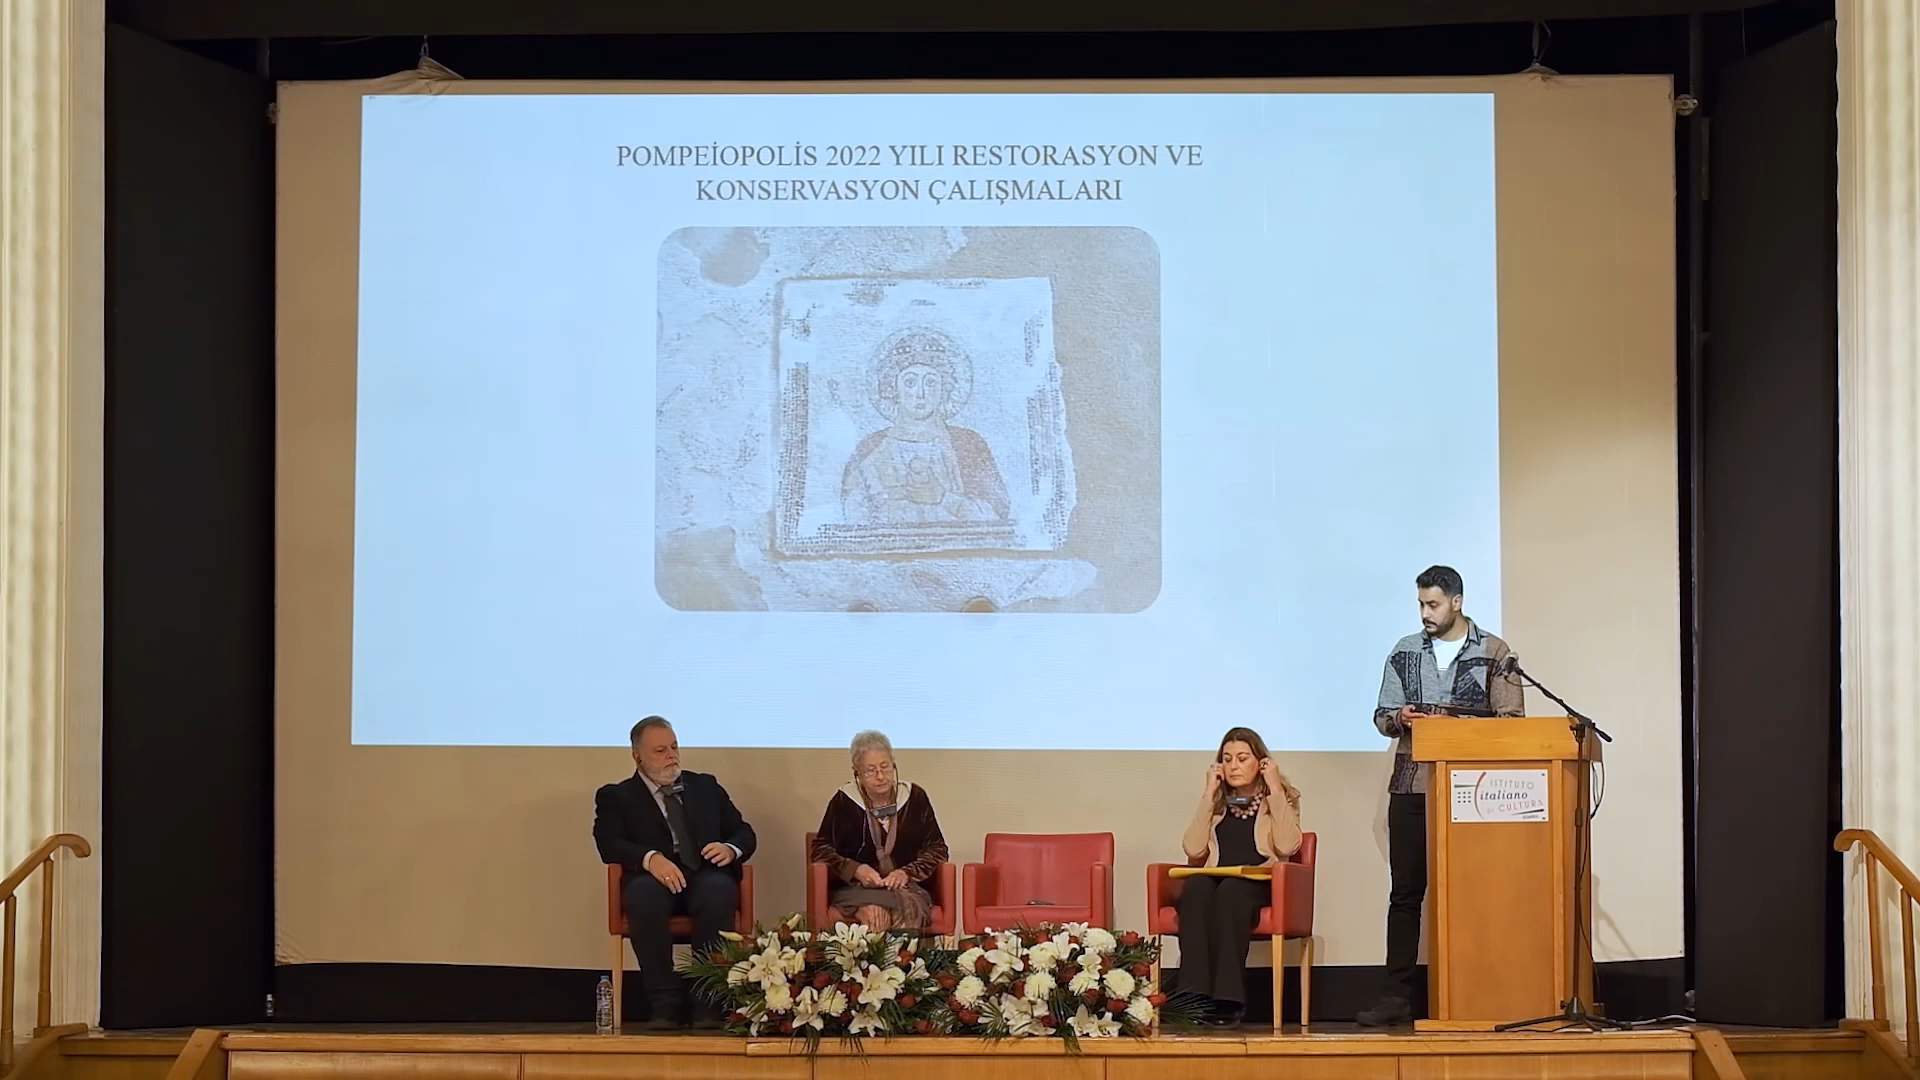 POMPEİOPOLİS 2022 YILI RESTORASYON VE
KONSERVASYON ÇALIŞMALARI
ISTITUTO
italiano
DI CULTURA